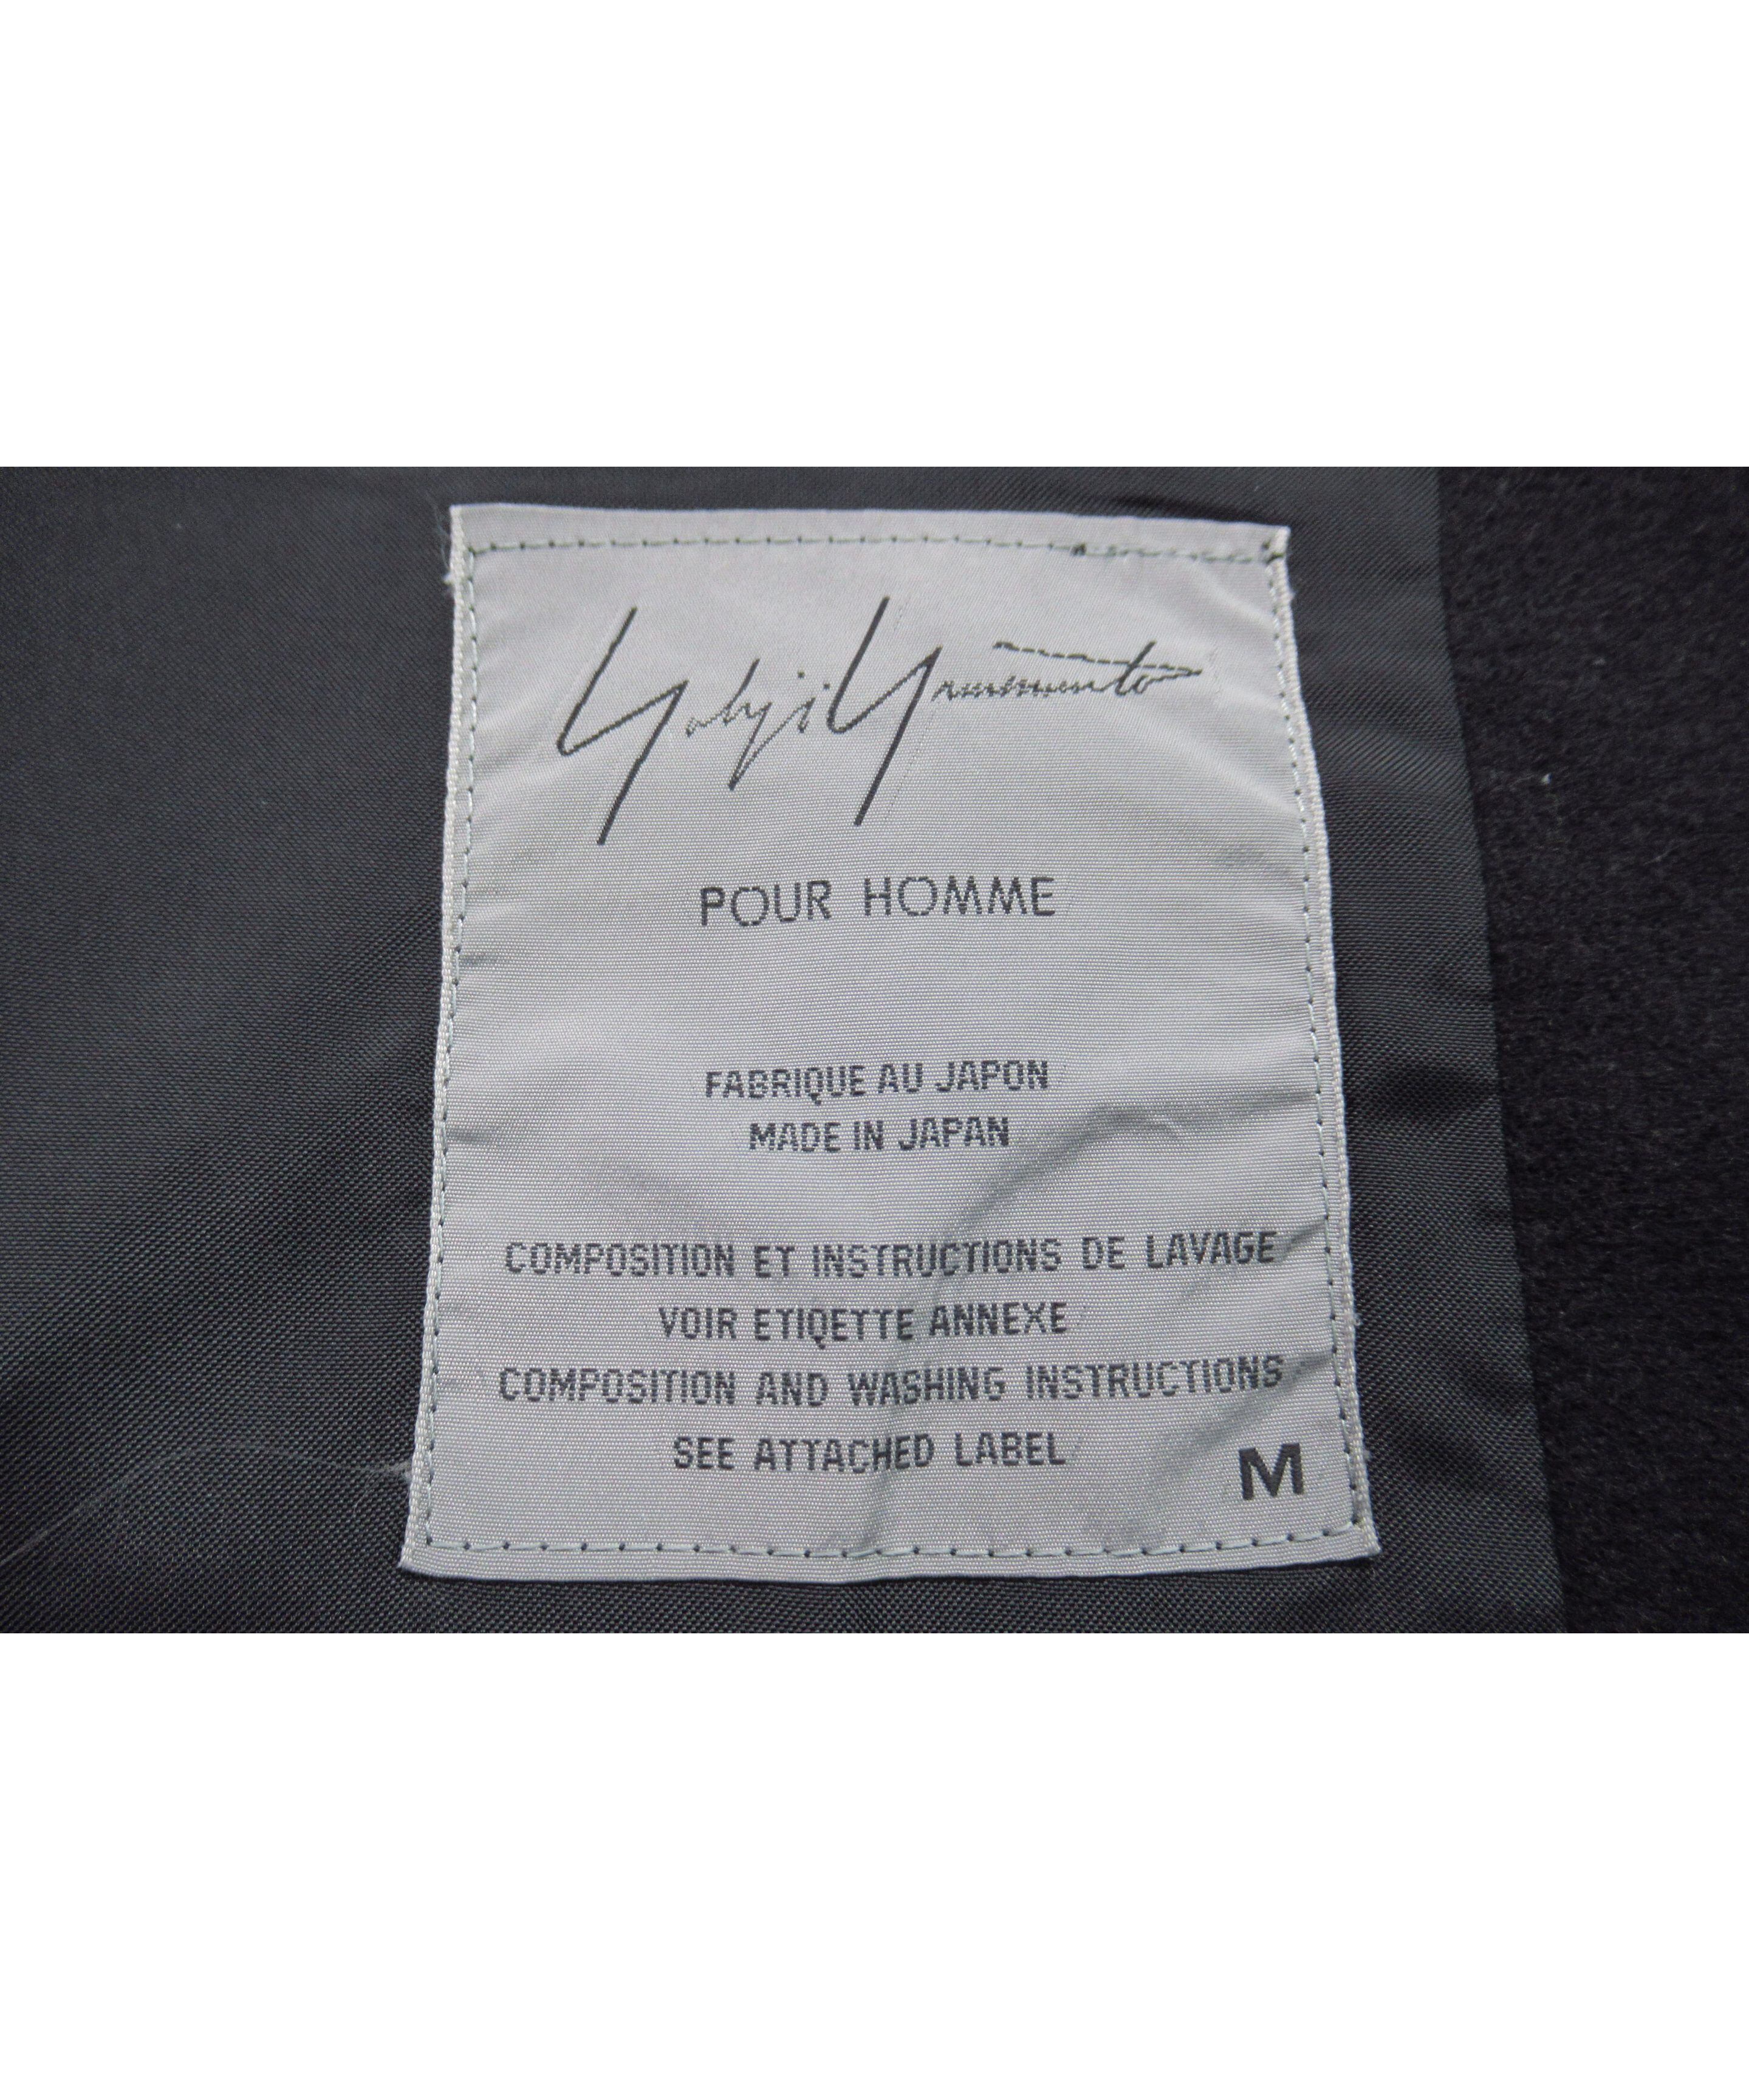 Yohji Yamamoto
POUR HOMME
FABRIQUE AU JAPON
MADE IN JAPAN
COMPOSITION ET INSTRUCTIONS DE LAVAGE
VOIR ETIQETTE ANNEXE
COMPOSITION AND WASHING INSTRUCTIONS
SEE ATTACHED LABEL
M